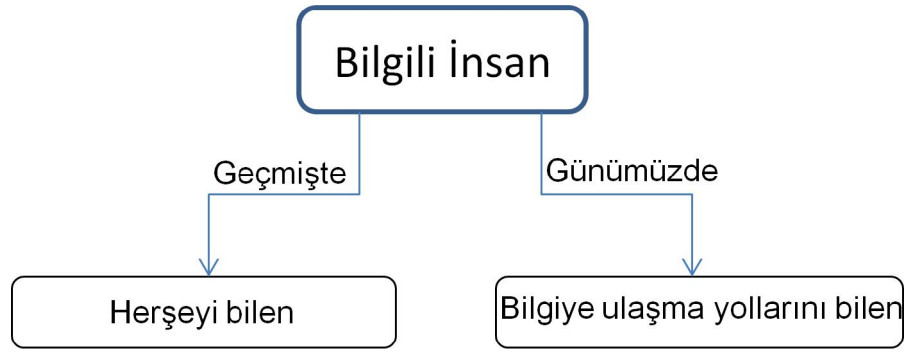 Bilgili İnsan
Geçmişte
Günümüzde
Herşeyi bilen
Bilgiye ulaşma yollarını bilen